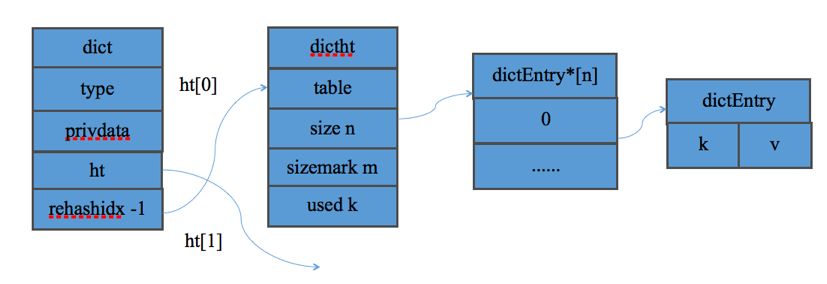 dict
type
privdata
ht
rehashidx -1
ht[0]
ht[1]
dictht
table
size n
sizemark m
used k
dictEntry*[n]
0
......
dictEntry
k
v